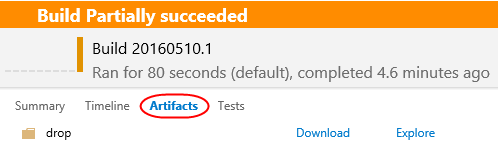 Build Partially succeeded
Build 20160510.1
Ran for 80 seconds (default), completed 4.6 minutes ago
Summary Timeline Artifacts Tests
drop Download Explore